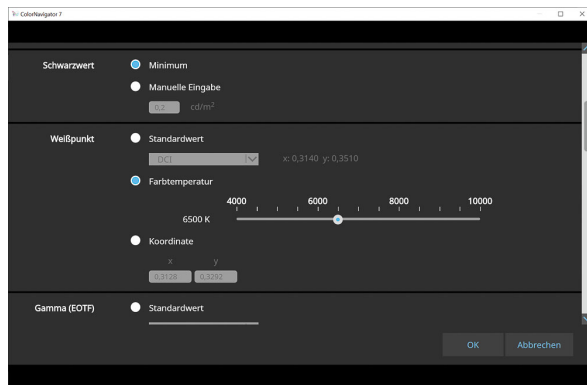 ColorNavigator 7
Schwarzwert
Minimum
Manuelle Eingabe
0,2 cd/m²
Weißpunkt
Standardwert
DCI x: 0,3140 y: 0,3510
Farbtemperatur
4000 6000 8000 10000
6500 K
Koordinate
x y
0,3128 0,3292
Gamma (EOTF)
Standardwert
OK Abbrechen